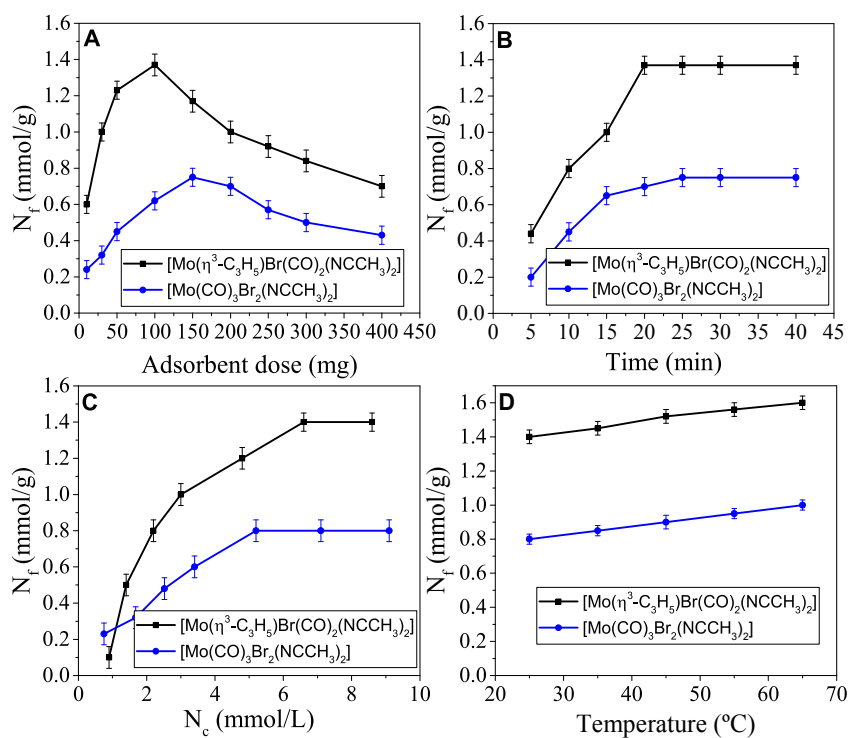 A
N_f (mmol/g)
1.6
1.4
1.2
1.0
0.8
0.6
0.4
0.2
0.0
[Mo(η³-C₃H₅)Br(CO)₂(NCCH₃)₂]
[Mo(CO)₃Br₂(NCCH₃)₂]
0 50 100 150 200 250 300 350 400 450
Adsorbent dose (mg)
B
N_f (mmol/g)
1.6
1.4
1.2
1.0
0.8
0.6
0.4
0.2
0.0
[Mo(η³-C₃H₅)Br(CO)₂(NCCH₃)₂]
[Mo(CO)₃Br₂(NCCH₃)₂]
0 5 10 15 20 25 30 35 40 45
Time (min)
C
N_f (mmol/g)
1.6
1.4
1.2
1.0
0.8
0.6
0.4
0.2
0.0
[Mo(η³-C₃H₅)Br(CO)₂(NCCH₃)₂]
[Mo(CO)₃Br₂(NCCH₃)₂]
0 2 4 6 8 10
N_c (mmol/L)
D
N_f (mmol/g)
1.6
1.4
1.2
1.0
0.8
0.6
0.4
0.2
0.0
[Mo(η³-C₃H₅)Br(CO)₂(NCCH₃)₂]
[Mo(CO)₃Br₂(NCCH₃)₂]
20 30 40 50 60 70
Temperature (ºC)